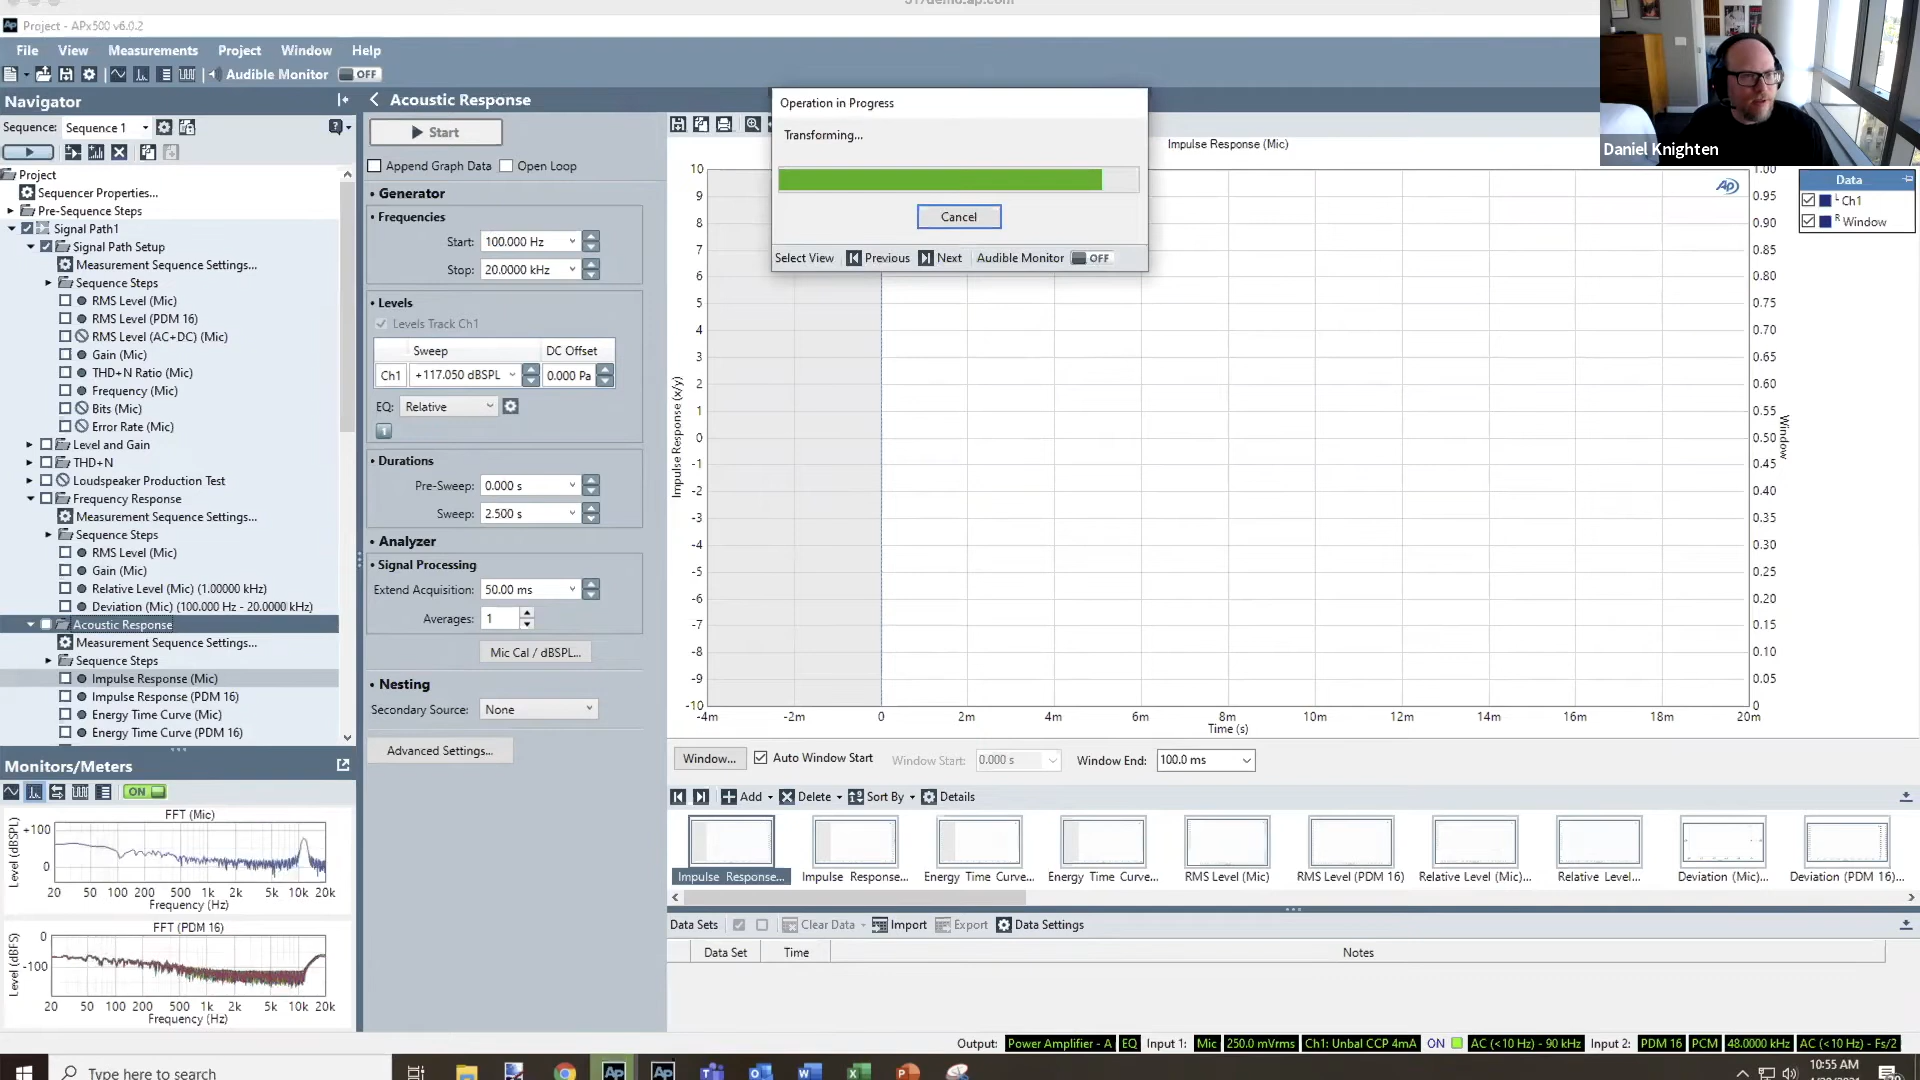 517demo.ap.com
Project - APx500 v6.0.2
File View Measurements Project Window Help
Audible Monitor OFF
Navigator
Sequence: Sequence 1
Project
Sequencer Properties...
Pre-Sequence Steps
Signal Path1
Signal Path Setup
Measurement Sequence Settings...
Sequence Steps
RMS Level (Mic)
RMS Level (PDM 16)
RMS Level (AC+DC) (Mic)
Gain (Mic)
THD+N Ratio (Mic)
Frequency (Mic)
Bits (Mic)
Error Rate (Mic)
Level and Gain
THD+N
Loudspeaker Production Test
Frequency Response
Measurement Sequence Settings...
Sequence Steps
RMS Level (Mic)
Gain (Mic)
Relative Level (Mic) (1.00000 kHz)
Deviation (Mic) (100.000 Hz - 20.0000 kHz)
Acoustic Response
Measurement Sequence Settings...
Sequence Steps
Impulse Response (Mic)
Impulse Response (PDM 16)
Energy Time Curve (Mic)
Energy Time Curve (PDM 16)
Monitors/Meters
ON
FFT (Mic)
Level (dBSPL)
+100
0
20 50 100 200 500 1k 2k 5k 10k 20k
Frequency (Hz)
FFT (PDM 16)
Level (dBFS)
0
-100
20 50 100 200 500 1k 2k 5k 10k 20k
Frequency (Hz)
Acoustic Response
Start
Append Graph Data Open Loop
Generator
Frequencies
Start: 100.000 Hz
Stop: 20.0000 kHz
Levels
Levels Track Ch1
Sweep DC Offset
Ch1 +117.050 dBSPL 0.000 Pa
EQ: Relative
1
Durations
Pre-Sweep: 0.000 s
Sweep: 2.500 s
Analyzer
Signal Processing
Extend Acquisition: 50.00 ms
Averages: 1
Mic Cal / dBSPL...
Nesting
Secondary Source: None
Advanced Settings...
Operation in Progress
Transforming...
Cancel
Select View Previous Next Audible Monitor OFF
Impulse Response (Mic)
Impulse Response (x/y)
10
9
8
7
6
5
4
3
2
1
0
-1
-2
-3
-4
-5
-6
-7
-8
-9
-10
-4m -2m 0 2m 4m 6m 8m 10m 12m 14m 16m 18m 20m
Time (s)
1.00
0.95
0.90
0.85
0.80
0.75
0.70
0.65
0.60
0.55
0.50
0.45
0.40
0.35
0.30
0.25
0.20
0.15
0.10
0.05
0
Window
AP
Daniel Knighten
Data
L Ch1
R Window
Window... Auto Window Start Window Start: 0.000 s Window End: 100.0 ms
Add Delete Sort By Details
Impulse Response... Impulse Response... Energy Time Curve... Energy Time Curve... RMS Level (Mic) RMS Level (PDM 16) Relative Level (Mic)... Relative Level... Deviation (Mic)... Deviation (PDM 16)...
Data Sets Clear Data Import Export Data Settings
Data Set Time Notes
Output: Power Amplifier - A EQ Input 1: Mic 250.0 mVrms Ch1: Unbal CCP 4mA ON AC (<10 Hz) - 90 kHz Input 2: PDM 16 PCM 48.0000 kHz AC (<10 Hz) - Fs/2
Type here to search
10:55 AM